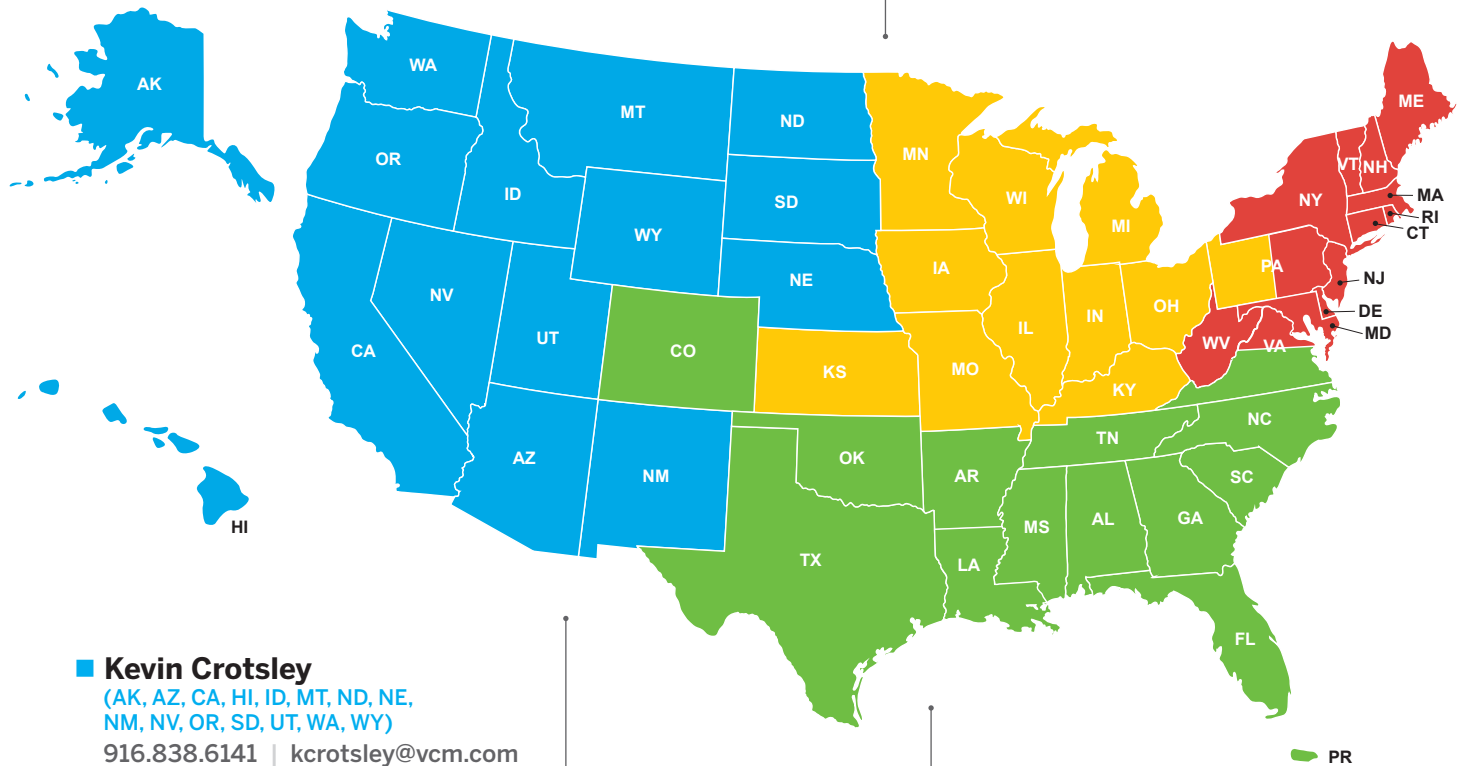 AK
WA
MT
ND
MN
ME
OR
ID
SD
WI
VT
NH
NY
MA
RI
CT
WY
MI
IA
PA
NV
NE
NJ
OH
IL
IN
DE
MD
UT
CA
CO
WV
VA
KS
MO
KY
NC
TN
AZ
NM
OK
AR
SC
HI
MS
AL
GA
TX
LA
FL
Kevin Crotsley
(AK, AZ, CA, HI, ID, MT, ND, NE,
NM, NV, OR, SD, UT, WA, WY)
916.838.6141 | kcrotsley@vcm.com
PR